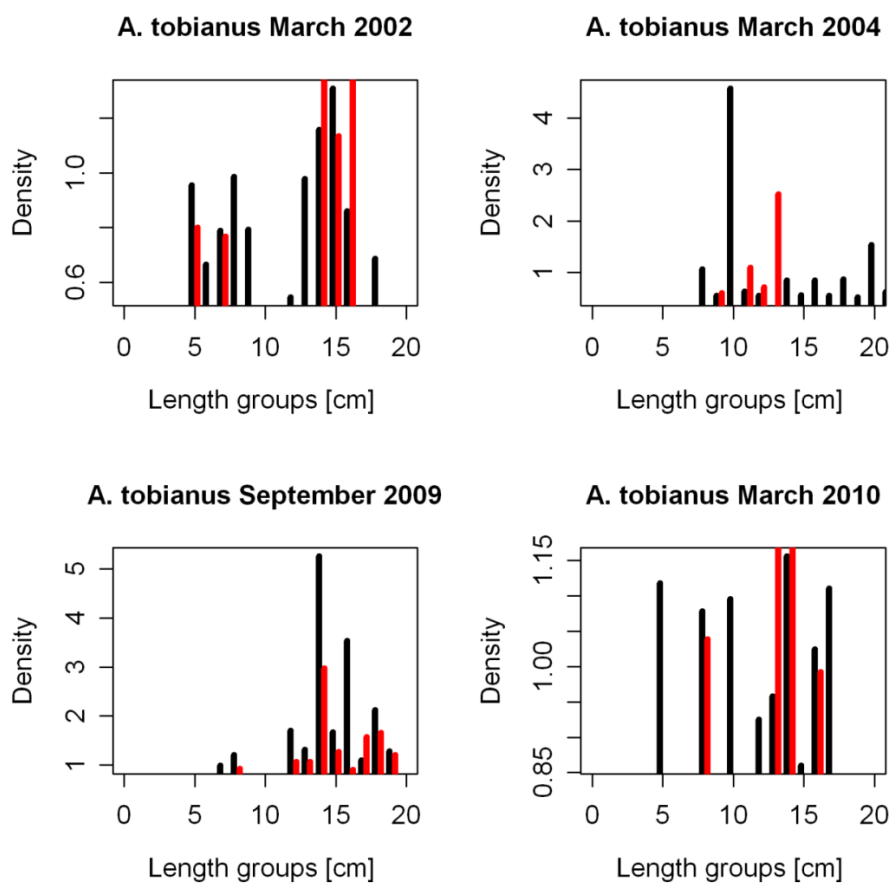 A. tobianus March 2002
Density
0.6
1.0
0 5 10 15 20
Length groups [cm]
A. tobianus March 2004
Density
1
2
3
4
0 5 10 15 20
Length groups [cm]
A. tobianus September 2009
Density
1
2
3
4
5
0 5 10 15 20
Length groups [cm]
A. tobianus March 2010
Density
0.85
1.00
1.15
0 5 10 15 20
Length groups [cm]